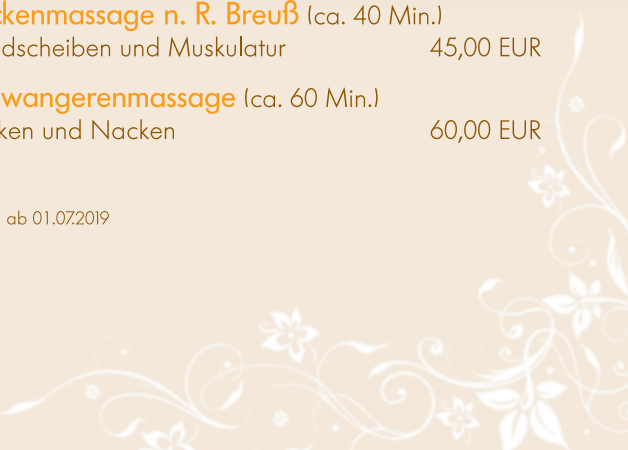 ckenmassage n. R. Breuß (ca. 40 Min.)
dscheiben und Muskulatur 45,00 EUR
wangerenmassage (ca. 60 Min.)
ken und Nacken 60,00 EUR
ab 01.07.2019